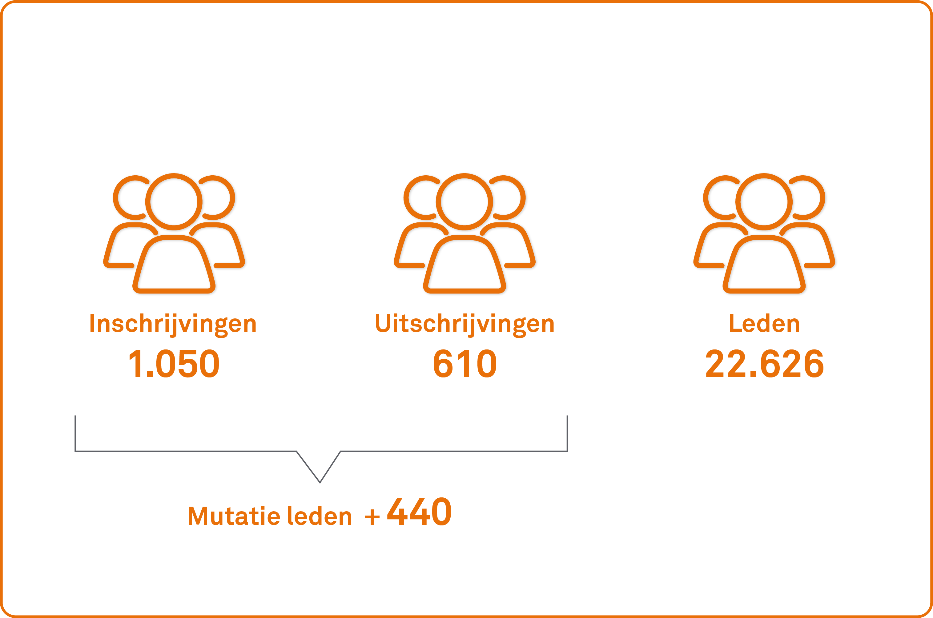 Inschrijvingen
1.050
Uitschrijvingen
610
Leden
22.626
Mutatie leden + 440